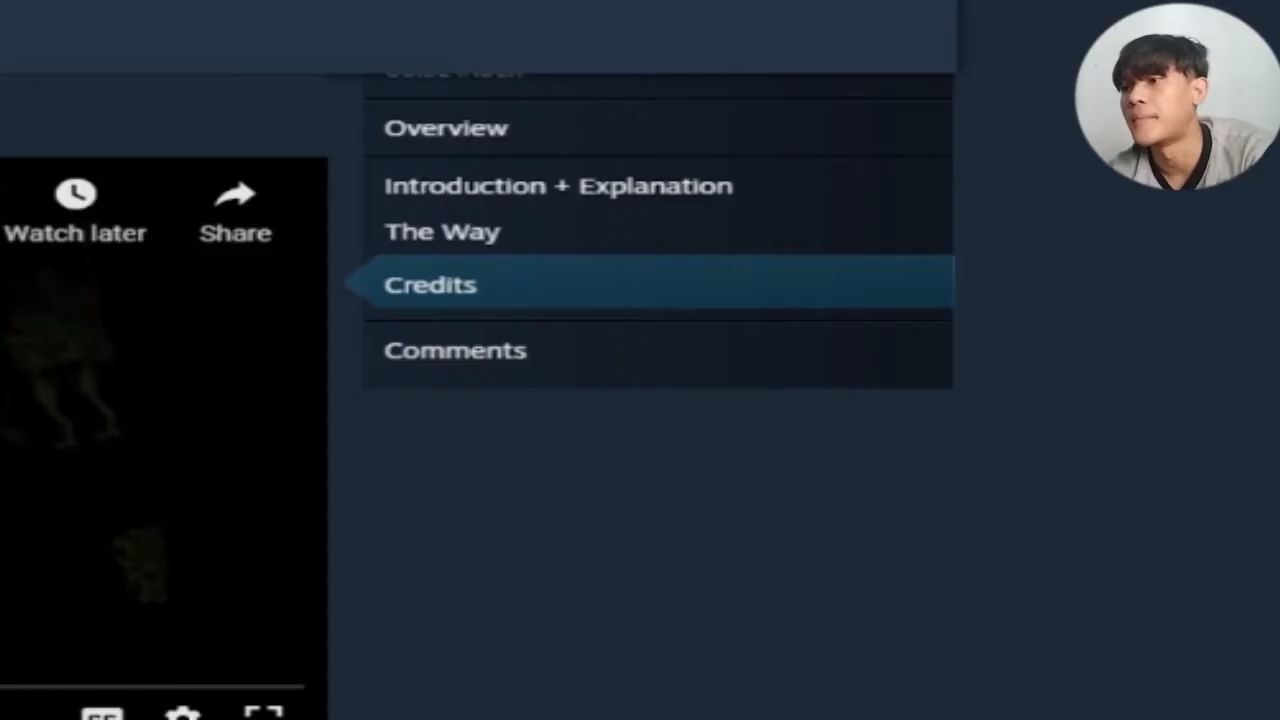 Overview
Introduction + Explanation
The Way
Watch later
Share
Credits
Comments